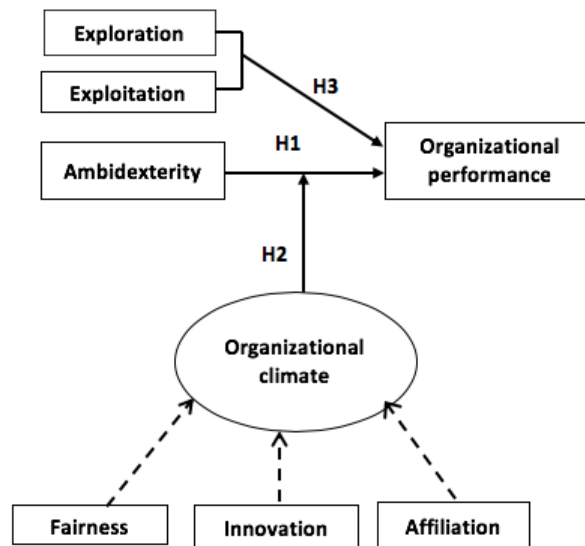 Exploration
Exploitation
H3
H1
Ambidexterity
Organizational
performance
H2
Organizational
climate
Fairness
Innovation
Affiliation